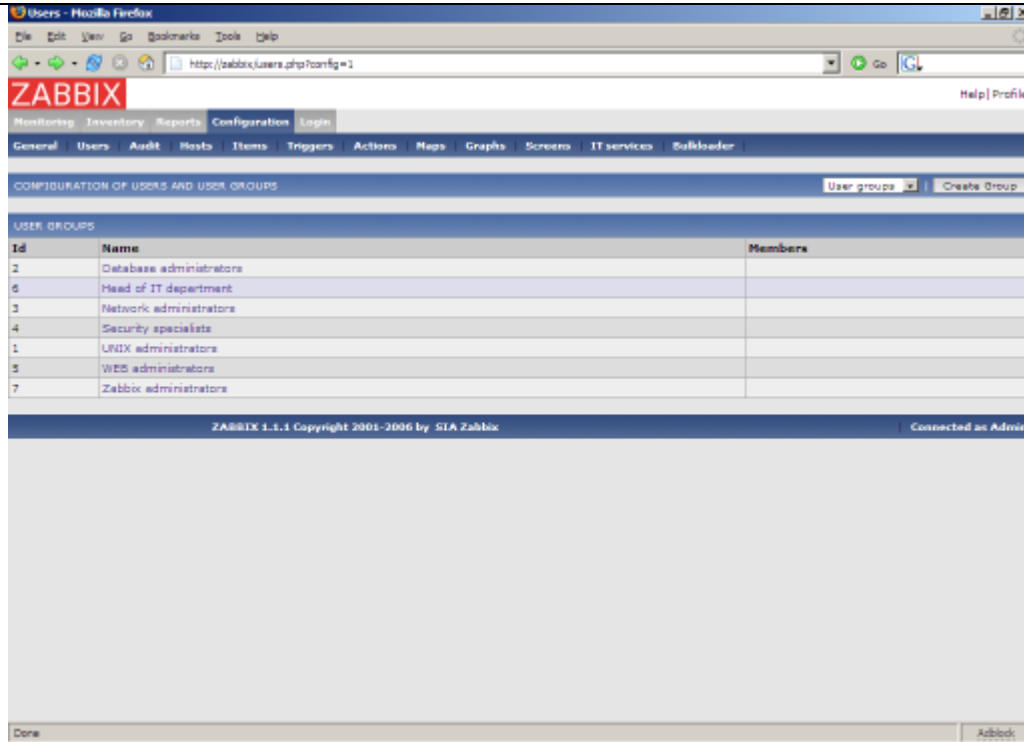 Users - Mozilla Firefox
File Edit View Go Bookmarks Tools Help
http://zabbix/users.php?config=1 Go G
ZABBIX
Help | Profile
Monitoring Inventory Reports Configuration Login
General Users Audit Hosts Items Triggers Actions Maps Graphs Screens IT services Bulkloader
CONFIGURATION OF USERS AND USER GROUPS User groups Create Group
USER GROUPS
Id Name Members
2 Database administrators
6 Head of IT department
3 Network administrators
4 Security specialists
1 UNIX administrators
5 WEB administrators
7 Zabbix administrators
ZABBIX 1.1.1 Copyright 2001-2006 by SIA Zabbix Connected as Admin
Done Adblock